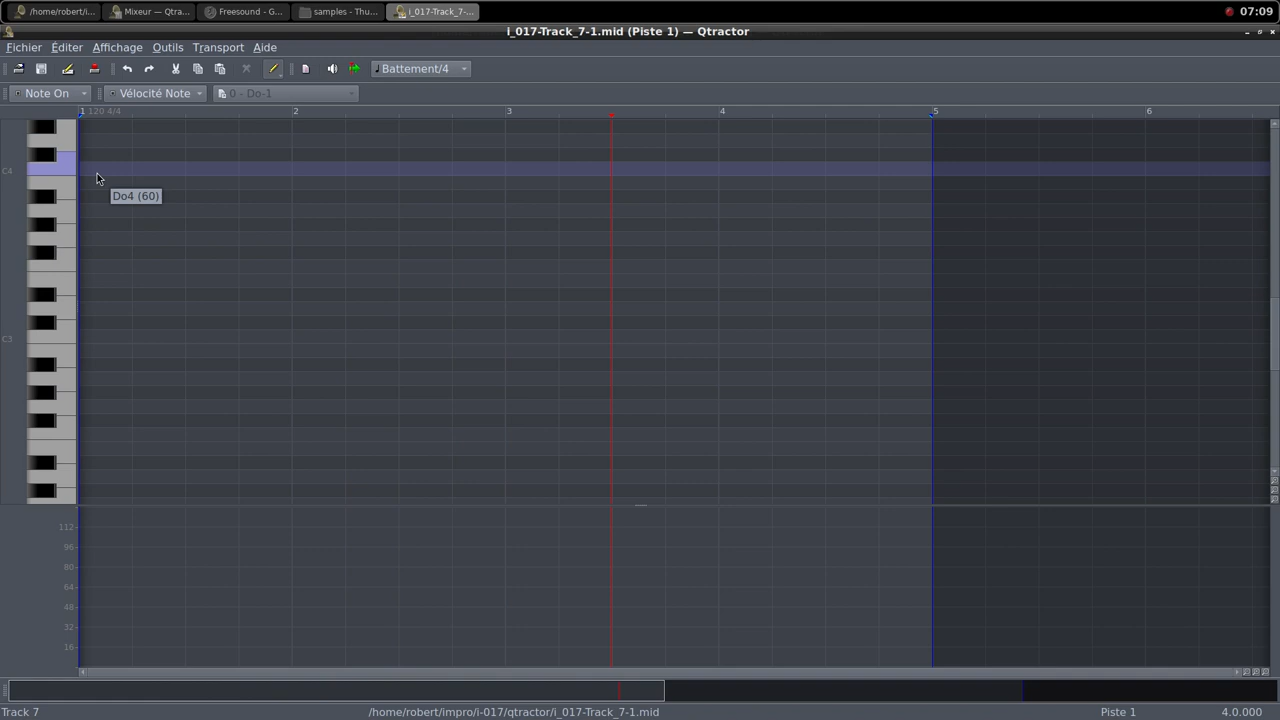 /home/robert/i...
Mixeur — Qtra...
Freesound - G...
samples - Thu...
i_017-Track_7-...
07:09
i_017-Track_7-1.mid (Piste 1) — Qtractor
Fichier Éditer Affichage Outils Transport Aide
Battement/4
Note On Vélocité Note 0 - Do-1
1 120 4/4 2 3 4 5 6
C4
Do4 (60)
C3
112
96
80
64
48
32
16
Track 7 /home/robert/impro/i-017/qtractor/i_017-Track_7-1.mid Piste 1 4.0.000